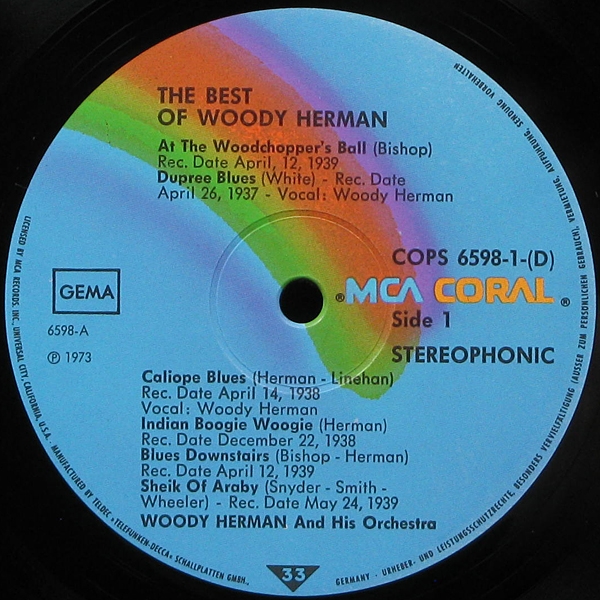 THE BEST
OF WOODY HERMAN
At The Woodchopper's Ball (Bishop)
Rec. Date April, 12, 1939
Dupree Blues (White) - Rec. Date
April 26, 1937 - Vocal: Woody Herman
COPS 6598-1-(D)
GEMA
® MCA CORAL ®
Side 1
6598-A
STEREOPHONIC
℗ 1973
Caliope Blues (Herman - Linehan)
Rec. Date April 14, 1938
Vocal: Woody Herman
Indian Boogie Woogie (Herman)
Rec. Date December 22, 1938
Blues Downstairs (Bishop - Herman)
Rec. Date April 12, 1939
Sheik Of Araby (Snyder - Smith -
Wheeler) - Rec. Date May 24, 1939
WOODY HERMAN And His Orchestra
33
LICENSED BY MCA RECORDS, INC., UNIVERSAL CITY, CALIFORNIA, U.S.A. · MANUFACTURED BY TELDEC »TELEFUNKEN-DECCA« SCHALLPLATTEN GMBH.,
GERMANY · URHEBER- UND LEISTUNGSSCHUTZRECHTE, BESONDERS VERVIELFÄLTIGUNG (AUSSER ZUM PERSÖNLICHEN GEBRAUCH), VERMIETUNG, AUFFÜHRUNG, SENDUNG VORBEHALTEN!